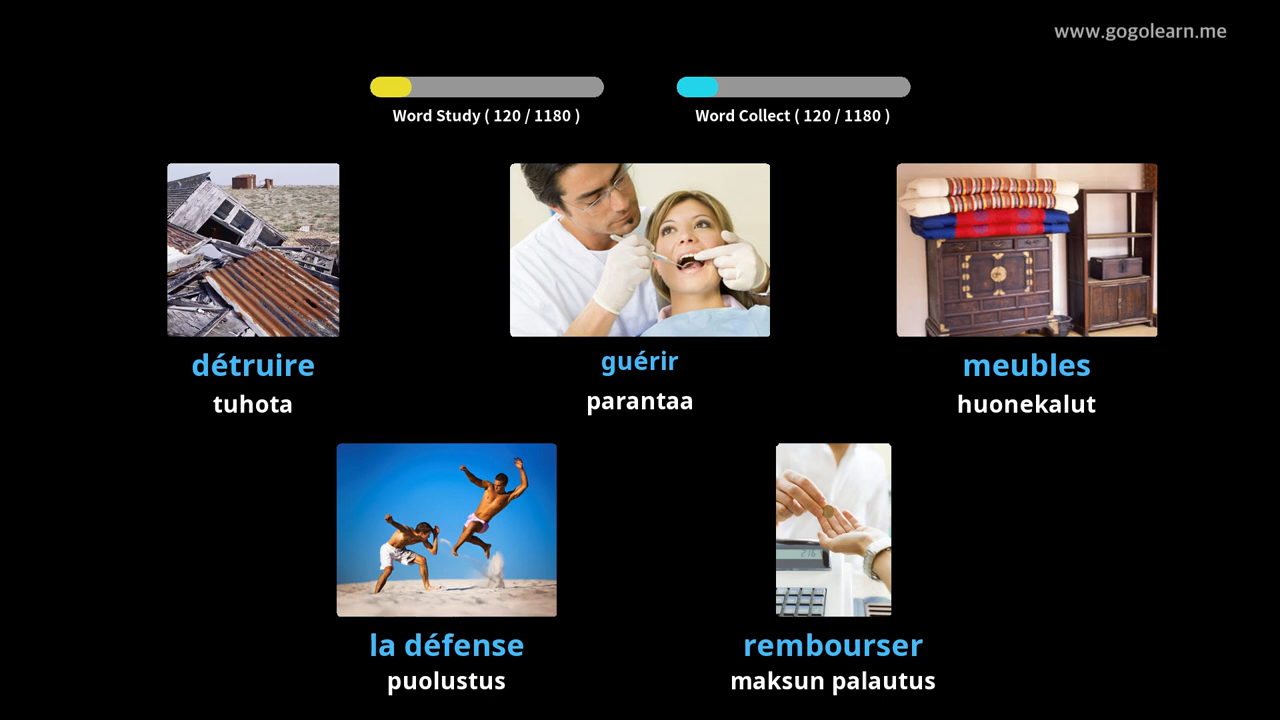 www.gogolearn.me
Word Study ( 120 / 1180 )
Word Collect ( 120 / 1180 )
détruire
tuhota
guérir
parantaa
meubles
huonekalut
la défense
puolustus
rembourser
maksun palautus